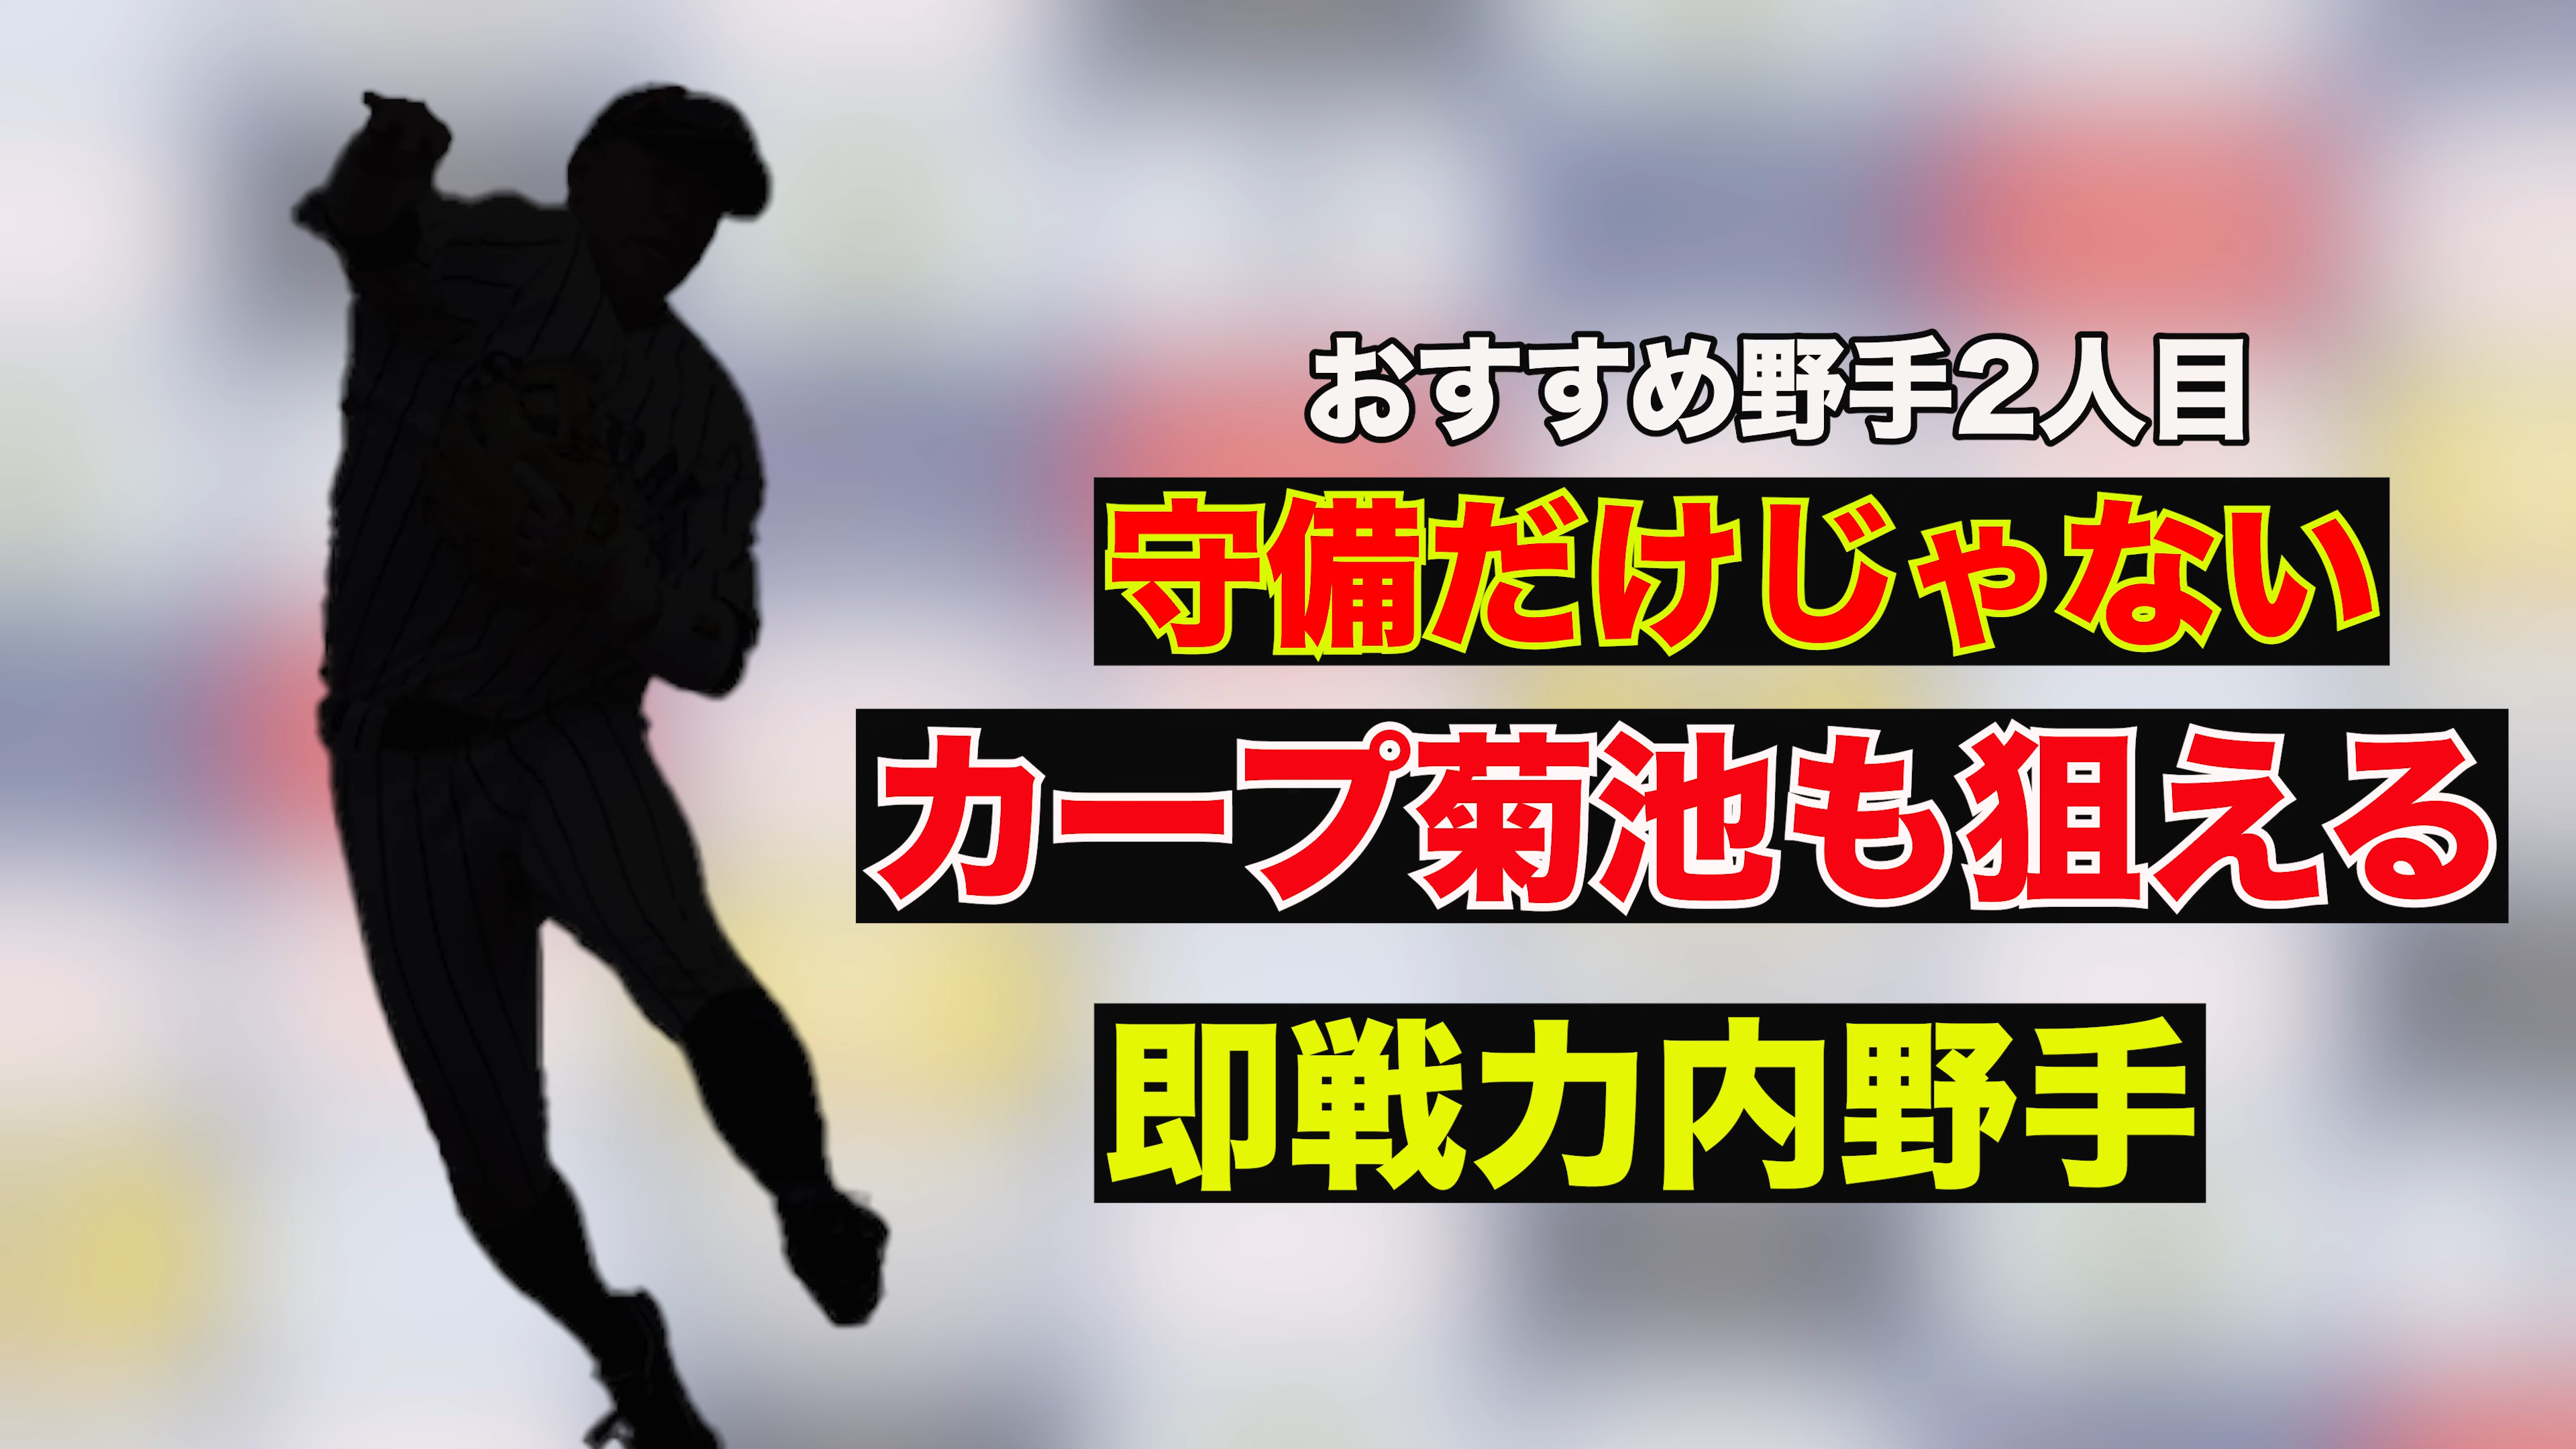 おすすめ野手2人目
守備だけじゃない
カープ菊池も狙える
即戦力内野手